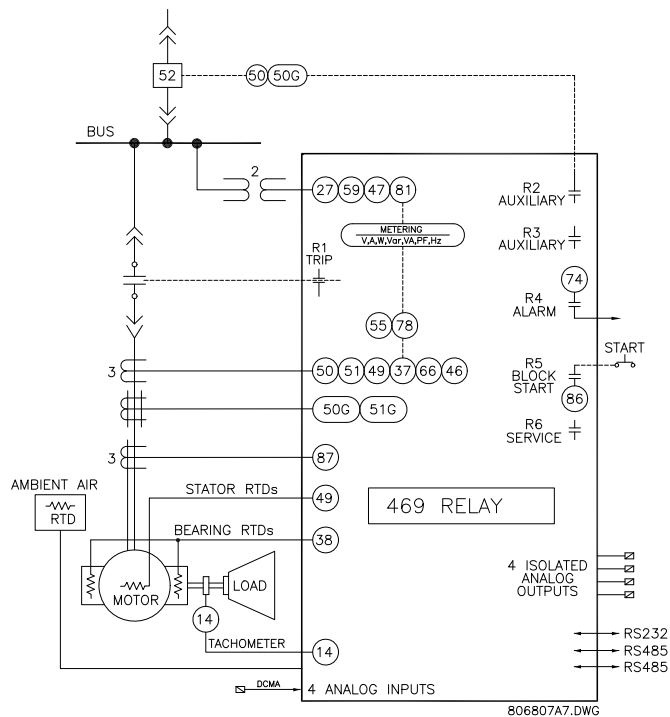 52
50 50G
BUS
2
27 59 47 81
METERING
V,A,W,Var,VA,PF,Hz
R1
TRIP
R2
AUXILIARY
R3
AUXILIARY
74
R4
ALARM
55 78
START
R5
BLOCK
START
86
3
50 51 49 37 66 46
50G 51G
R6
SERVICE
3
87
AMBIENT AIR
RTD
STATOR RTDs
49
469 RELAY
BEARING RTDs
38
MOTOR
LOAD
14
TACHOMETER
14
4 ISOLATED
ANALOG
OUTPUTS
RS232
RS485
RS485
DCMA
4 ANALOG INPUTS
806807A7.DWG